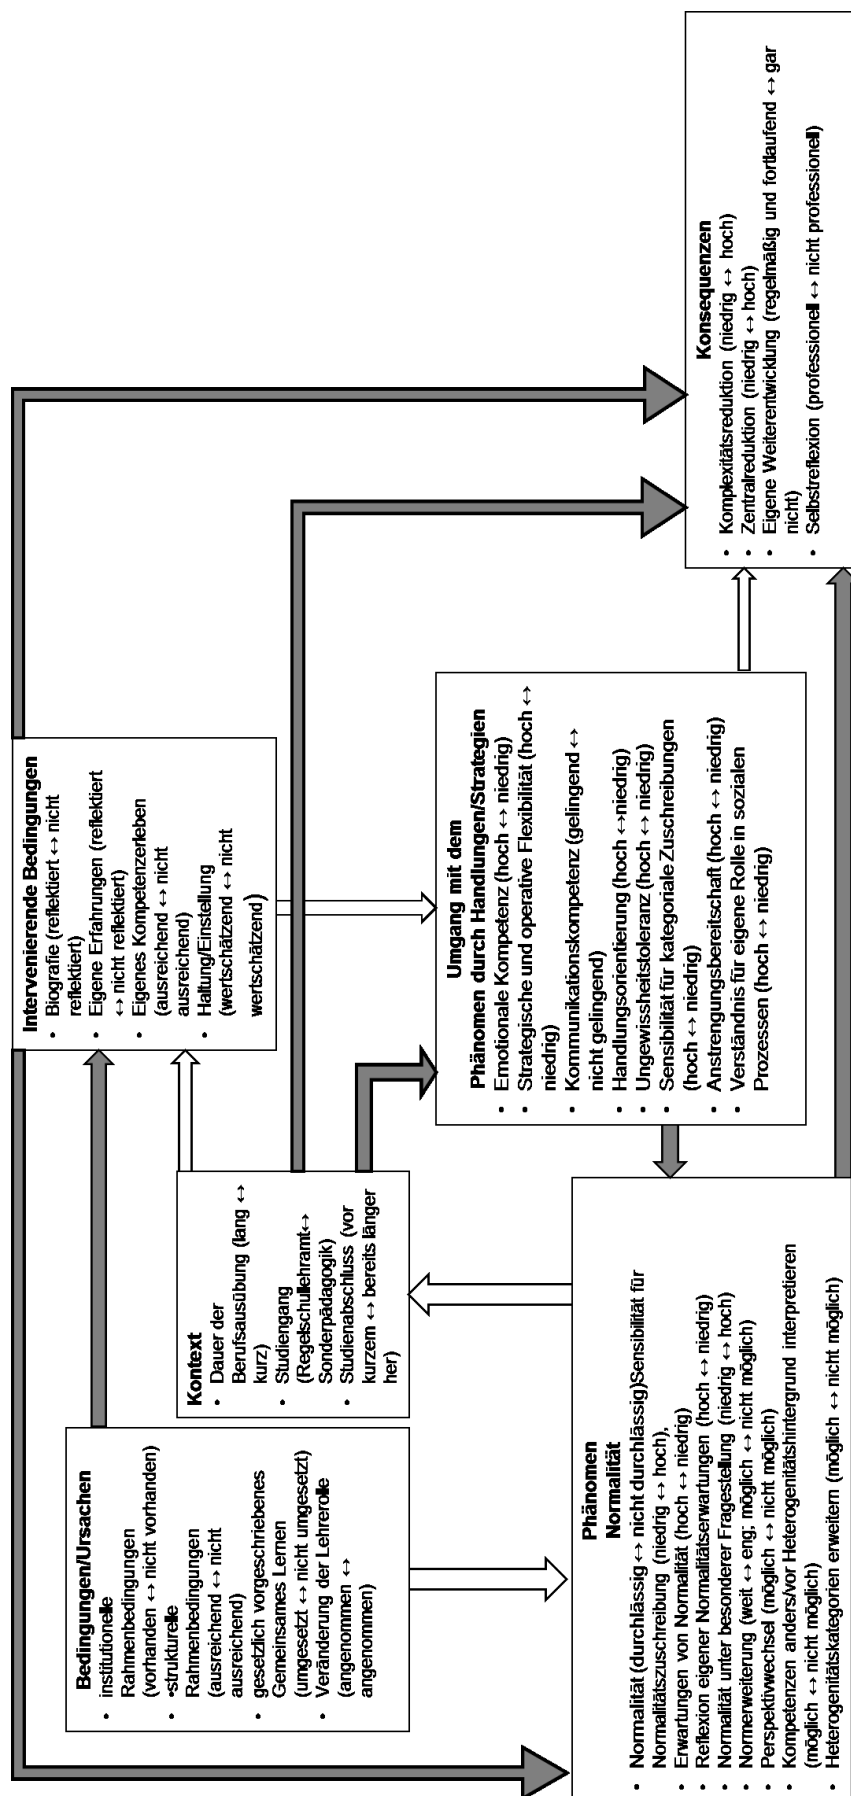 Bedingungen/Ursachen
• institutionelle
Rahmenbedingungen
(vorhanden ↔ nicht vorhanden)
• •strukturelle
Rahmenbedingungen
(ausreichend ↔ nicht
ausreichend)
• gesetzlich vorgeschriebenes
Gemeinsames Lernen
(umgesetzt ↔ nicht umgesetzt)
• Veränderung der Lehrerrolle
(angenommen ↔
angenommen)
Kontext
• Dauer der
Berufsausübung (lang ↔
kurz)
• Studiengang
(Regelschullehramt↔
Sonderpädagogik)
• Studienabschluss (vor
kurzem ↔ bereits länger
her)
Intervenierende Bedingungen
• Biografie (reflektiert ↔ nicht
reflektiert)
• Eigene Erfahrungen (reflektiert
↔ nicht reflektiert)
• Eigenes Kompetenzerleben
(ausreichend ↔ nicht
ausreichend)
• Haltung/Einstellung
(wertschätzend ↔ nicht
wertschätzend)
Phänomen
Normalität
• Normalität (durchlässig ↔ nicht durchlässig)Sensibilität für
Normalitätszuschreibung (niedrig ↔ hoch),
• Erwartungen von Normalität (hoch ↔ niedrig)
• Reflexion eigener Normalitätserwartungen (hoch ↔ niedrig)
• Normalität unter besonderer Fragestellung (niedrig ↔ hoch)
• Normerweiterung (weit ↔ eng; möglich ↔ nicht möglich)
• Perspektivwechsel (möglich ↔ nicht möglich)
• Kompetenzen anders/vor Heterogenitätshintergrund interpretieren
(möglich ↔ nicht möglich)
• Heterogenitätskategorien erweitern (möglich ↔ nicht möglich)
Umgang mit dem
Phänomen durch Handlungen/Strategien
• Emotionale Kompetenz (hoch ↔ niedrig)
• Strategische und operative Flexibilität (hoch ↔
niedrig)
• Kommunikationskompetenz (gelingend ↔
nicht gelingend)
• Handlungsorientierung (hoch ↔niedrig)
• Ungewissheitstoleranz (hoch ↔ niedrig)
• Sensibilität für kategoriale Zuschreibungen
(hoch ↔ niedrig)
• Anstrengungsbereitschaft (hoch ↔ niedrig)
• Verständnis für eigene Rolle in sozialen
Prozessen (hoch ↔ niedrig)
Konsequenzen
• Komplexitätsreduktion (niedrig ↔ hoch)
• Zentralreduktion (niedrig ↔ hoch)
• Eigene Weiterentwicklung (regelmäßig und fortlaufend ↔ gar
nicht)
• Selbstreflexion (professionell ↔ nicht professionell)